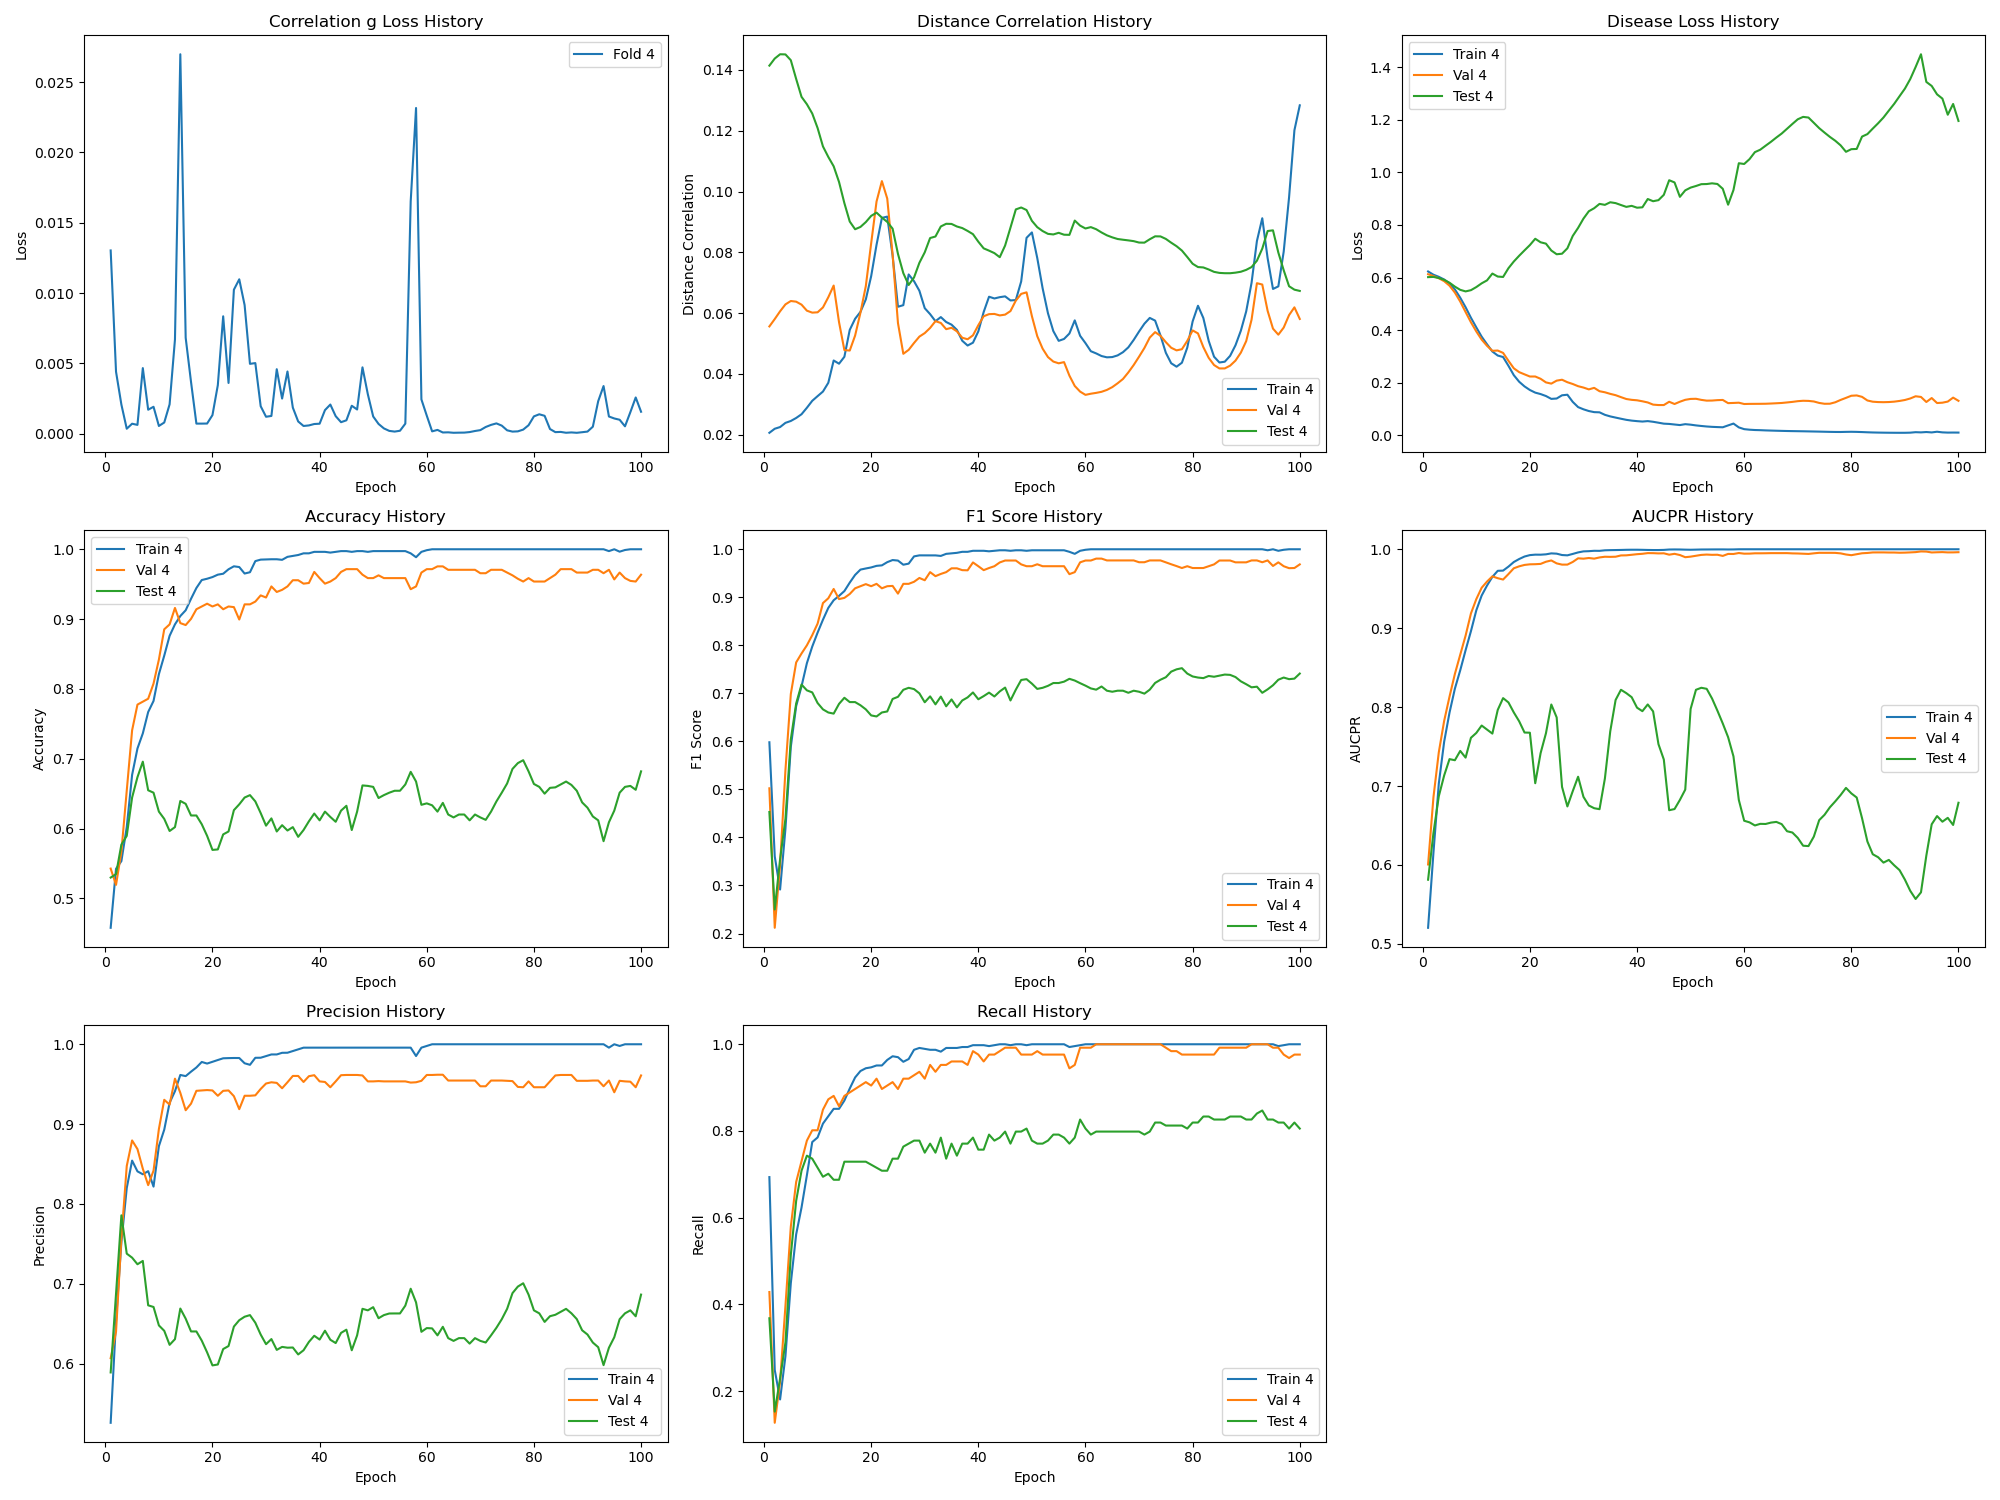 Correlation g Loss History
Fold 4
0.025
0.020
0.015
0.010
0.005
0.000
Loss
0 20 40 60 80 100
Epoch
Distance Correlation History
0.14
0.12
0.10
0.08
0.06
0.04
0.02
Distance Correlation
Train 4
Val 4
Test 4
0 20 40 60 80 100
Epoch
Disease Loss History
Train 4
Val 4
Test 4
1.4
1.2
1.0
0.8
0.6
0.4
0.2
0.0
Loss
0 20 40 60 80 100
Epoch
Accuracy History
Train 4
Val 4
Test 4
1.0
0.9
0.8
0.7
0.6
0.5
Accuracy
0 20 40 60 80 100
Epoch
F1 Score History
1.0
0.9
0.8
0.7
0.6
0.5
0.4
0.3
0.2
F1 Score
Train 4
Val 4
Test 4
0 20 40 60 80 100
Epoch
AUCPR History
1.0
0.9
0.8
0.7
0.6
0.5
AUCPR
Train 4
Val 4
Test 4
0 20 40 60 80 100
Epoch
Precision History
1.0
0.9
0.8
0.7
0.6
Precision
Train 4
Val 4
Test 4
0 20 40 60 80 100
Epoch
Recall History
1.0
0.8
0.6
0.4
0.2
Recall
Train 4
Val 4
Test 4
0 20 40 60 80 100
Epoch